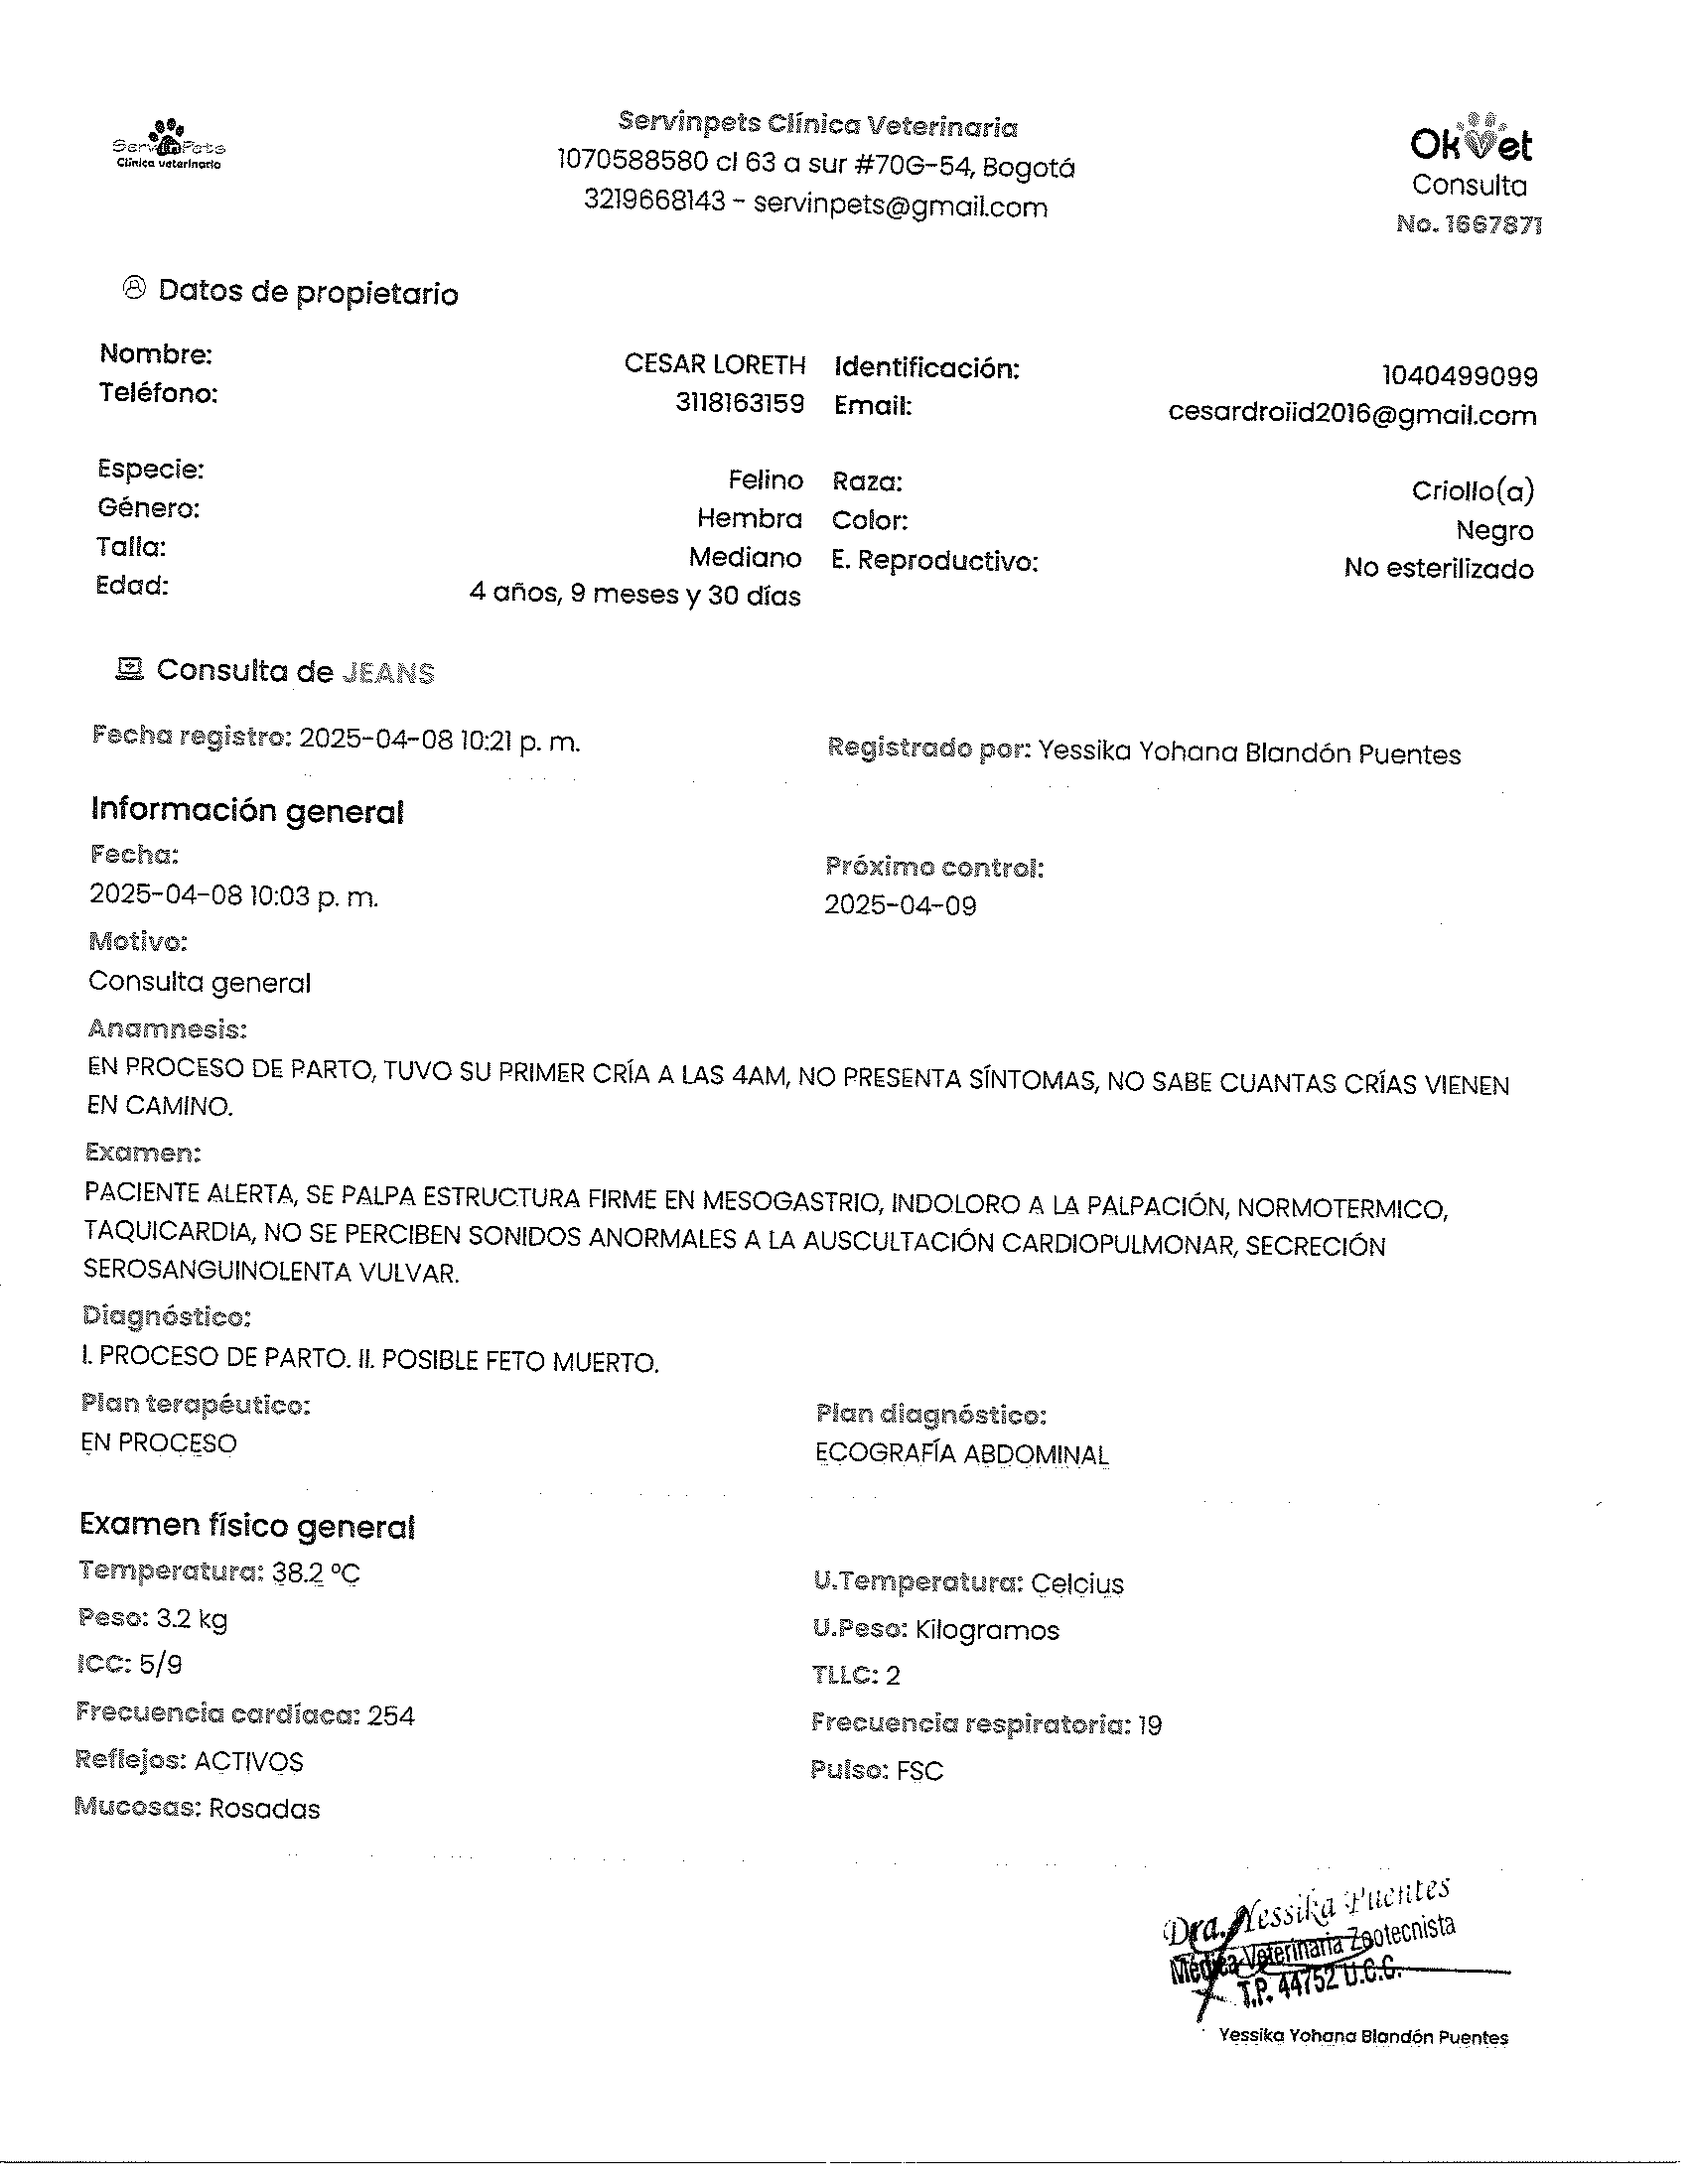 ServinPets
Clínica veterinario
Servinpets Clínica Veterinaria
1070588580 cl 63 a sur #70G-54, Bogotá
3219668143 - servinpets@gmail.com
OkVet
Consulta
No. 1667871
Datos de propietario
Nombre: CESAR LORETH Identificación: 1040499099
Teléfono: 3118163159 Email: cesardroiid2016@gmail.com
Especie: Felino Raza: Criollo(a)
Género: Hembra Color: Negro
Talla: Mediano E. Reproductivo: No esterilizado
Edad: 4 años, 9 meses y 30 días
Consulta de JEANS
Fecha registro: 2025-04-08 10:21 p. m. Registrado por: Yessika Yohana Blandón Puentes
Información general
Fecha: Próximo control:
2025-04-08 10:03 p. m. 2025-04-09
Motivo:
Consulta general
Anamnesis:
EN PROCESO DE PARTO, TUVO SU PRIMER CRÍA A LAS 4AM, NO PRESENTA SÍNTOMAS, NO SABE CUANTAS CRÍAS VIENEN
EN CAMINO.
Examen:
PACIENTE ALERTA, SE PALPA ESTRUCTURA FIRME EN MESOGASTRIO, INDOLORO A LA PALPACIÓN, NORMOTERMICO,
TAQUICARDIA, NO SE PERCIBEN SONIDOS ANORMALES A LA AUSCULTACIÓN CARDIOPULMONAR, SECRECIÓN
SEROSANGUINOLENTA VULVAR.
Diagnóstico:
I. PROCESO DE PARTO. II. POSIBLE FETO MUERTO.
Plan terapéutico: Plan diagnóstico:
EN PROCESO ECOGRAFÍA ABDOMINAL
Examen físico general
Temperatura: 38.2 ºC U.Temperatura: Celcius
Peso: 3.2 kg U.Peso: Kilogramos
ICC: 5/9 TLLC: 2
Frecuencia cardíaca: 254 Frecuencia respiratoria: 19
Reflejos: ACTIVOS Pulso: FSC
Mucosas: Rosadas
Dra. Yessika Puentes
Médica Veterinaria Zootecnista
T.P. 44752 U.C.C.
Yessika Yohana Blandón Puentes